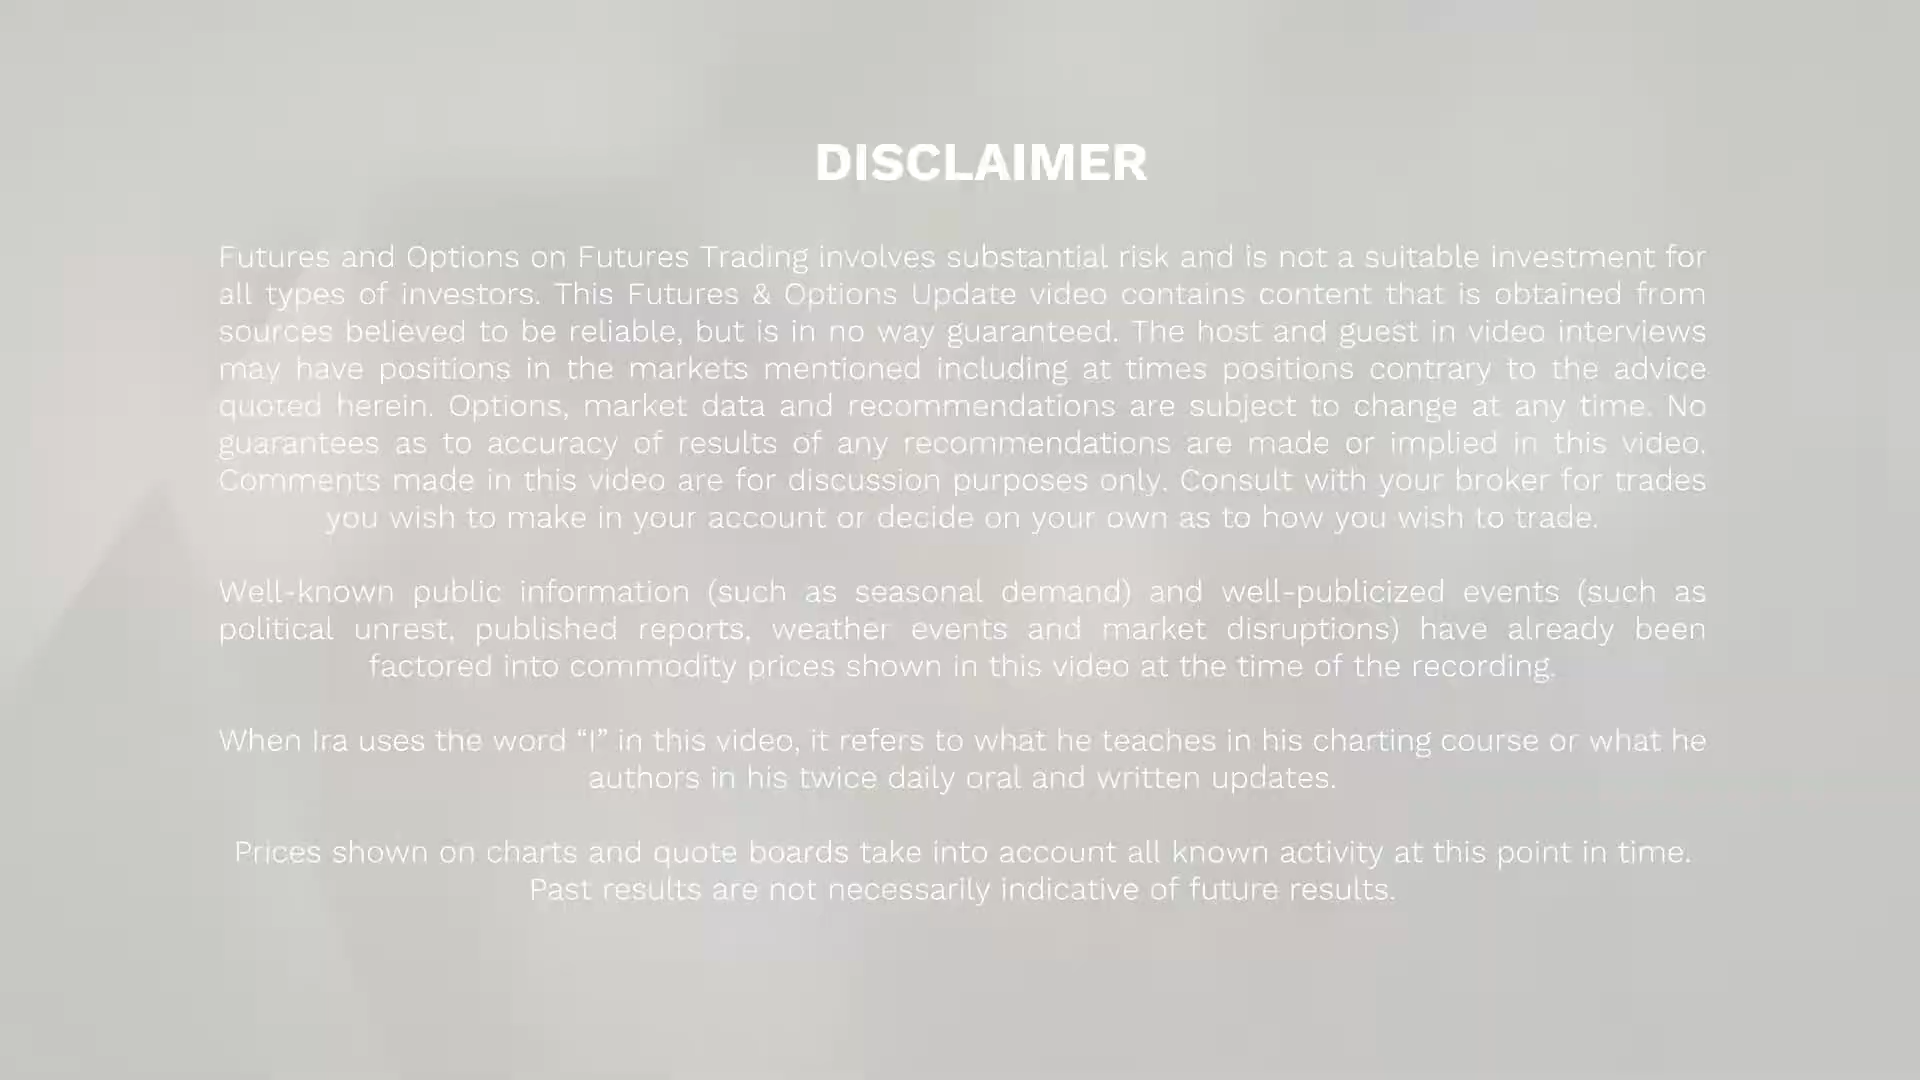 DISCLAIMER
Futures and Options on Futures Trading involves substantial risk and is not a suitable investment for
all types of investors. This Futures & Options Update video contains content that is obtained from
sources believed to be reliable, but is in no way guaranteed. The host and guest in video interviews
may have positions in the markets mentioned including at times positions contrary to the advice
quoted herein. Options, market data and recommendations are subject to change at any time. No
guarantees as to accuracy of results of any recommendations are made or implied in this video.
Comments made in this video are for discussion purposes only. Consult with your broker for trades
you wish to make in your account or decide on your own as to how you wish to trade.
Well-known public information (such as seasonal demand) and well-publicized events (such as
political unrest, published reports, weather events and market disruptions) have already been
factored into commodity prices shown in this video at the time of the recording.
When Ira uses the word “I” in this video, it refers to what he teaches in his charting course or what he
authors in his twice daily oral and written updates.
Prices shown on charts and quote boards take into account all known activity at this point in time.
Past results are not necessarily indicative of future results.